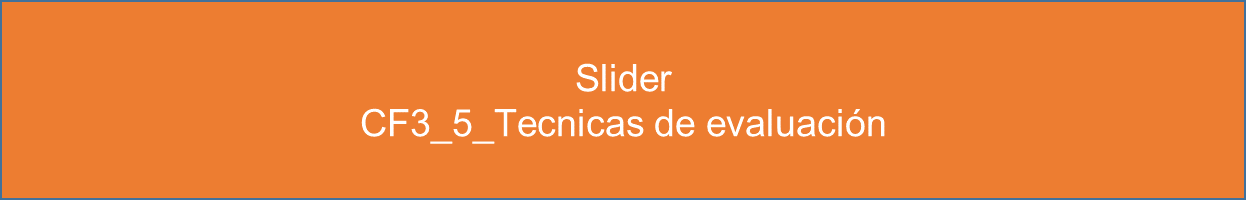 Slider
CF3_5_Tecnicas de evaluación